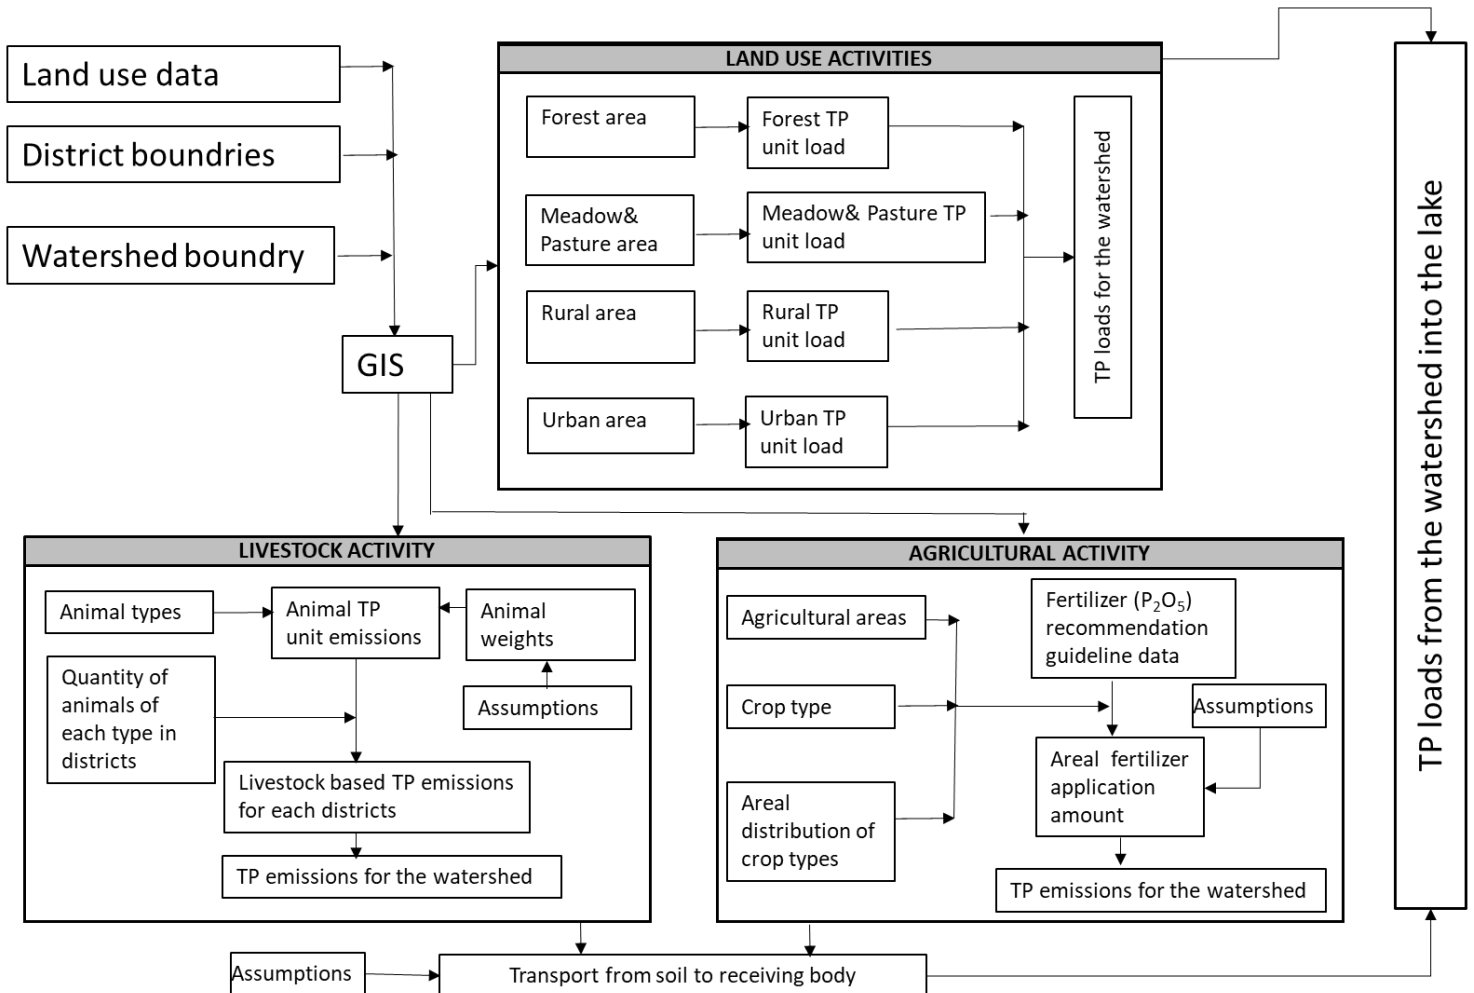 Land use data
District boundries
Watershed boundry
GIS
LAND USE ACTIVITIES
Forest area
Forest TP
unit load
Meadow&
Pasture area
Meadow& Pasture TP
unit load
Rural area
Rural TP
unit load
Urban area
Urban TP
unit load
TP loads for the watershed
TP loads from the watershed into the lake
LIVESTOCK ACTIVITY
Animal types
Animal TP
unit emissions
Animal
weights
Quantity of
animals of
each type in
districts
Assumptions
Livestock based TP emissions
for each districts
TP emissions for the watershed
AGRICULTURAL ACTIVITY
Agricultural areas
Fertilizer (P₂O₅)
recommendation
guideline data
Crop type
Assumptions
Areal
distribution of
crop types
Areal fertilizer
application
amount
TP emissions for the watershed
Assumptions
Transport from soil to receiving body